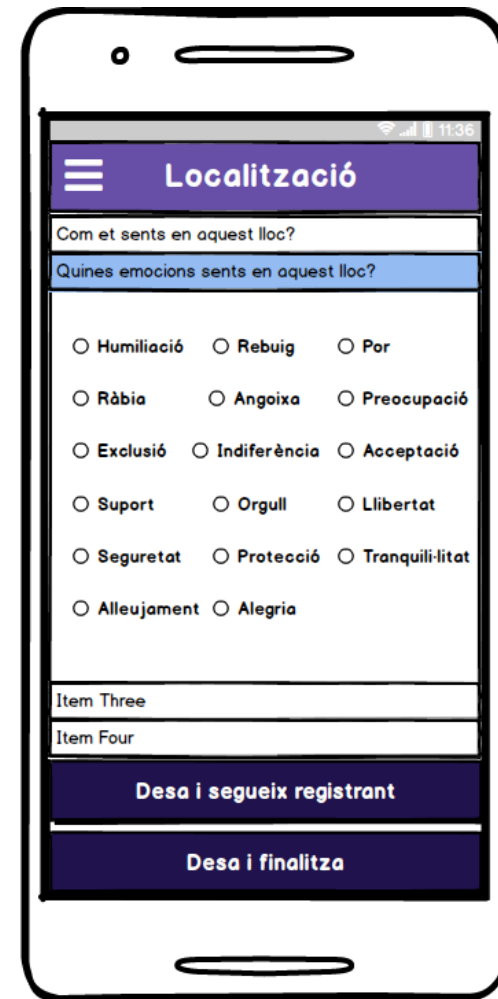 11:36
Localització
Com et sents en aquest lloc?
Quines emocions sents en aquest lloc?
Humiliació Rebuig Por
Ràbia Angoixa Preocupació
Exclusió Indiferència Acceptació
Suport Orgull Llibertat
Seguretat Protecció Tranquili·litat
Alleujament Alegria
Item Three
Item Four
Desa i segueix registrant
Desa i finalitza